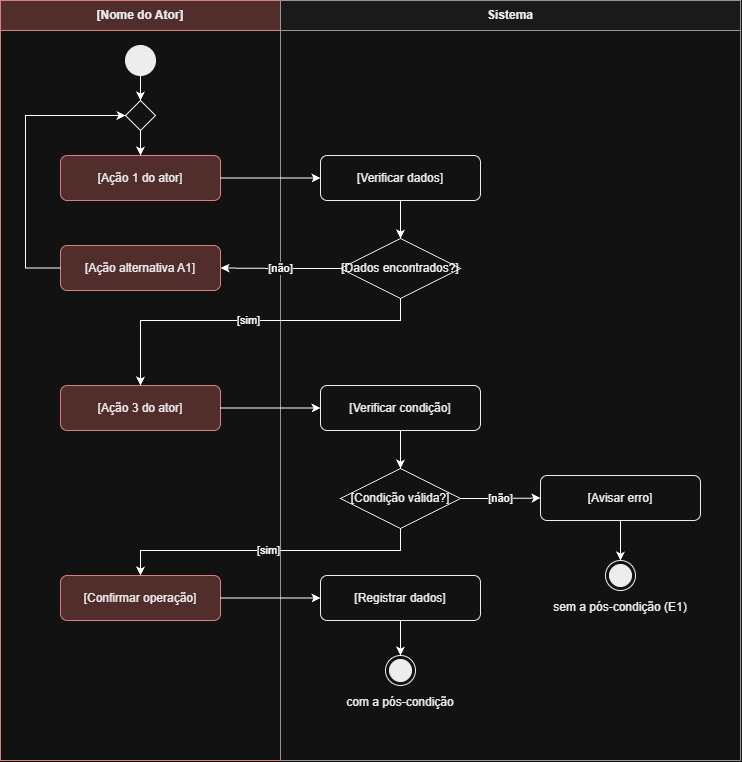 [Nome do Ator]
Sistema
[Ação 1 do ator]
[Verificar dados]
[Ação alternativa A1]
[não]
[Dados encontrados?]
[sim]
[Ação 3 do ator]
[Verificar condição]
[Condição válida?]
[não]
[Avisar erro]
[sim]
[Confirmar operação]
[Registrar dados]
sem a pós-condição (E1)
com a pós-condição